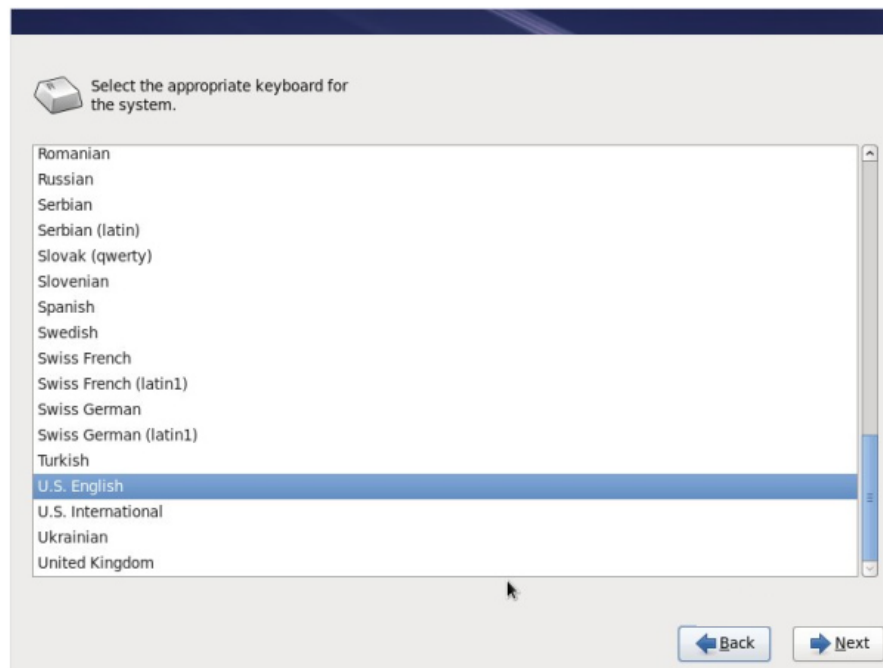 Select the appropriate keyboard for
the system.
Romanian
Russian
Serbian
Serbian (latin)
Slovak (qwerty)
Slovenian
Spanish
Swedish
Swiss French
Swiss French (latin1)
Swiss German
Swiss German (latin1)
Turkish
U.S. English
U.S. International
Ukrainian
United Kingdom
Back
Next